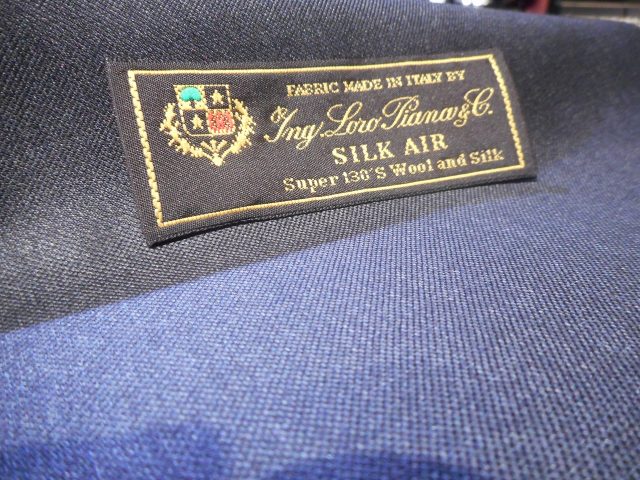 FABRIC MADE IN ITALY BY
Ing. Loro Piana & C.
SILK AIR
Super 130'S Wool and Silk